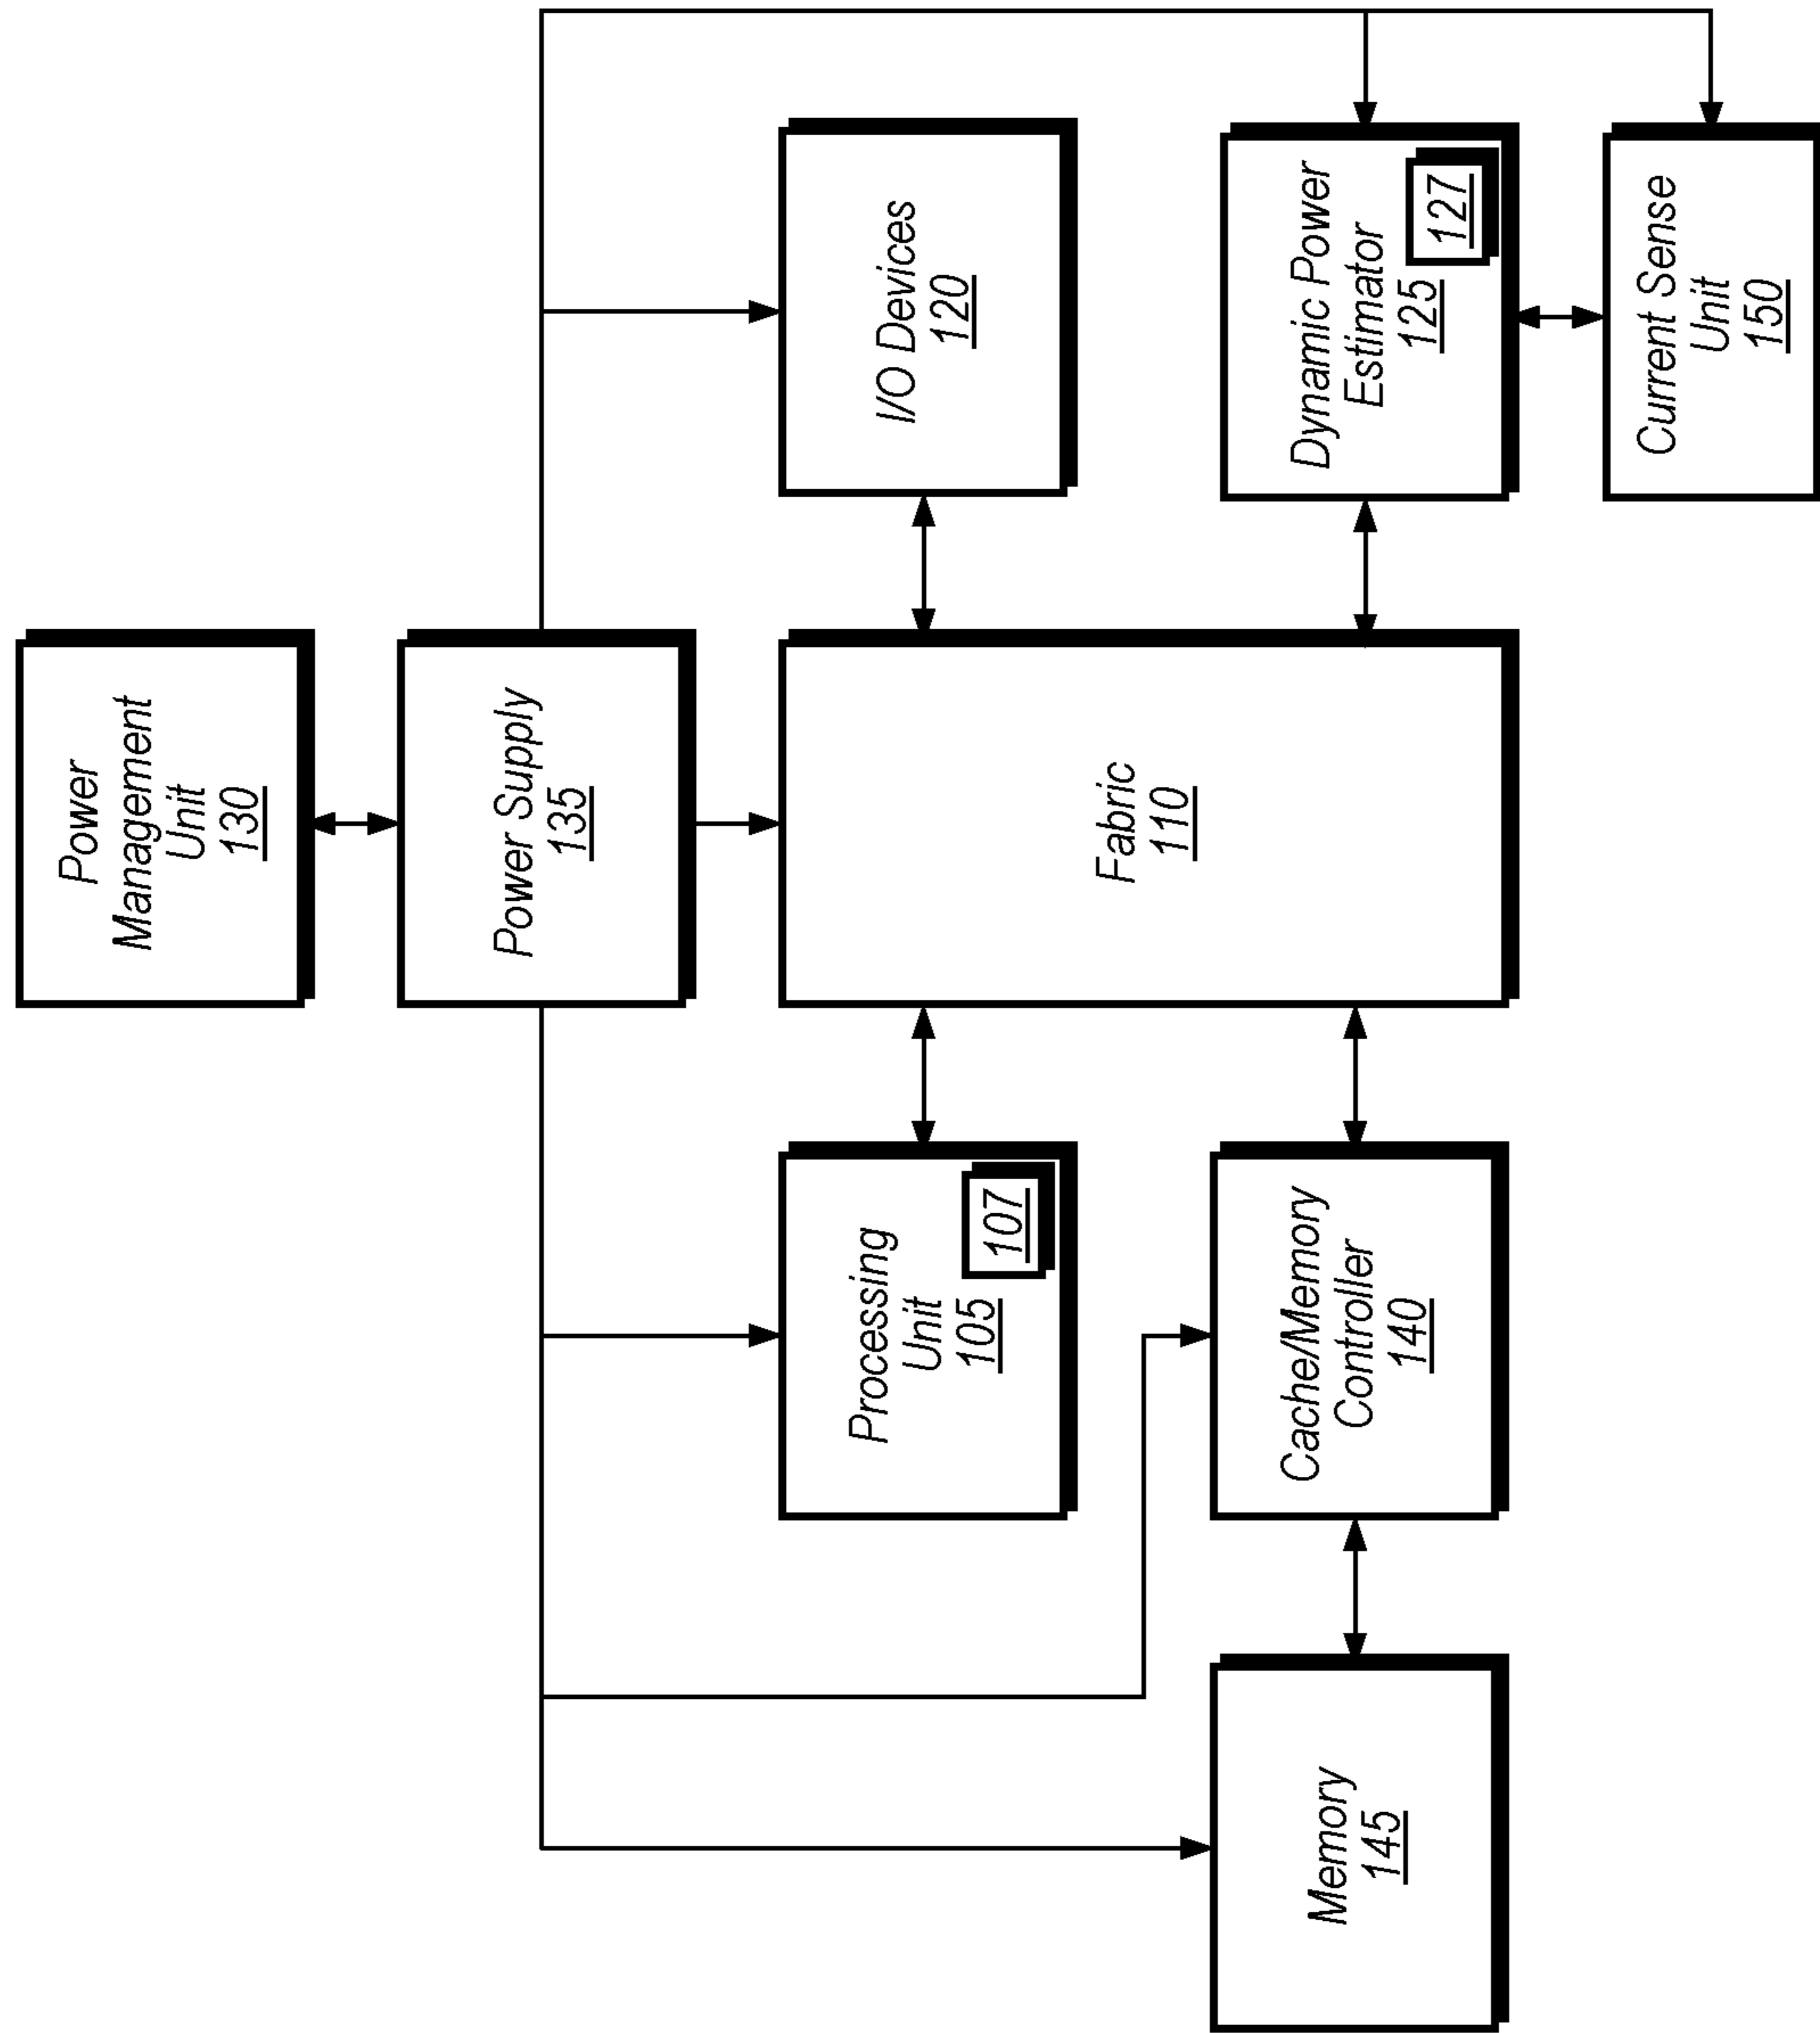 Power
Management
Unit
130
Power Supply
135
Memory
145
Processing
Unit
105
107
Cache/Memory
Controller
140
Fabric
110
I/O Devices
120
Dynamic Power
Estimator
125
127
Current Sense
Unit
150